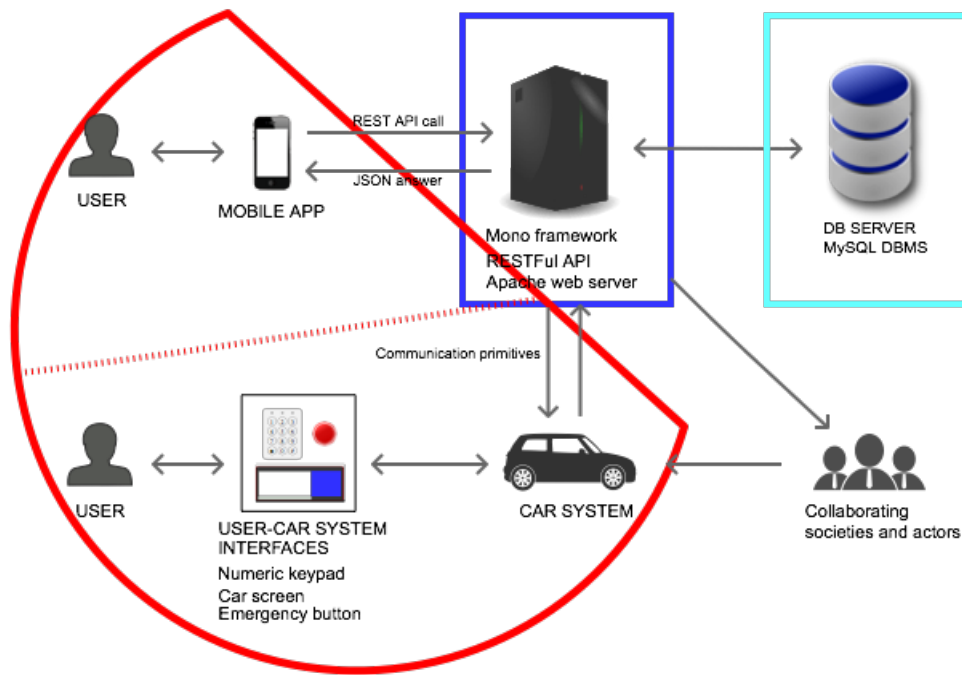 REST API call
JSON answer
USER
MOBILE APP
Mono framework
RESTFul API
Apache web server
DB SERVER
MySQL DBMS
Communication primitives
USER
USER-CAR SYSTEM
INTERFACES
Numeric keypad
Car screen
Emergency button
CAR SYSTEM
Collaborating
societies and actors